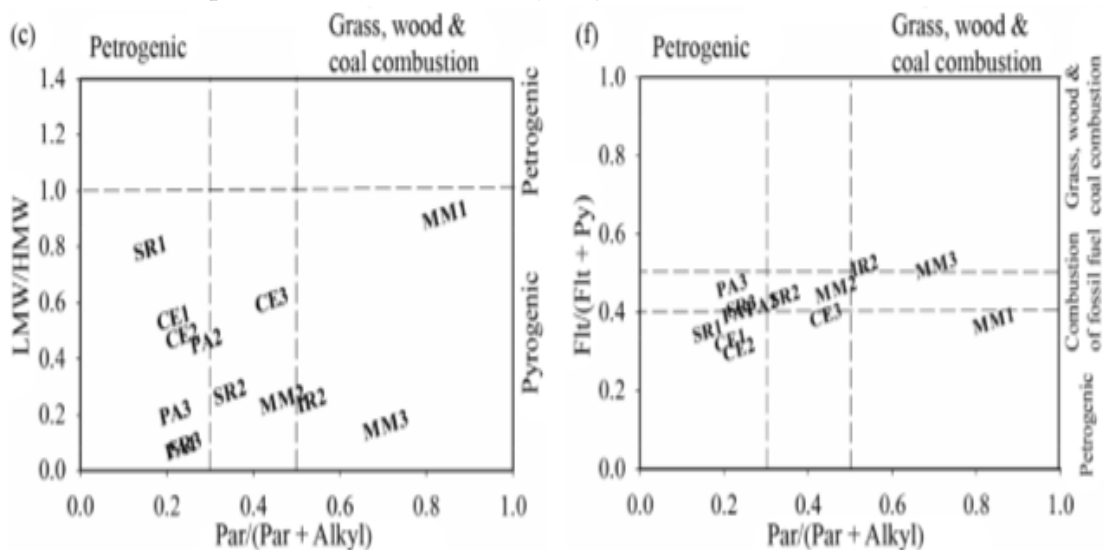 (c)
Petrogenic
Grass, wood &
coal combustion
1.4
1.2
1.0
0.8
0.6
0.4
0.2
0.0
LMW/HMW
SR1
MM1
CE1
CE2
CE3
PA2
SR2
MM2
IR2
PA3
MM3
SR3
Petrogenic
Pyrogenic
0.0 0.2 0.4 0.6 0.8 1.0
Par/(Par + Alkyl)
(f)
Petrogenic
Grass, wood &
coal combustion
1.0
0.8
0.6
0.4
0.2
0.0
Flt/(Flt + Py)
PA3
IR2
MM3
SR3
PA2
SR2
MM2
SR1
CE1
CE2
CE3
MM1
Grass, wood &
coal combustion
Combustion
of fossil fuel
Petrogenic
0.0 0.2 0.4 0.6 0.8 1.0
Par/(Par + Alkyl)